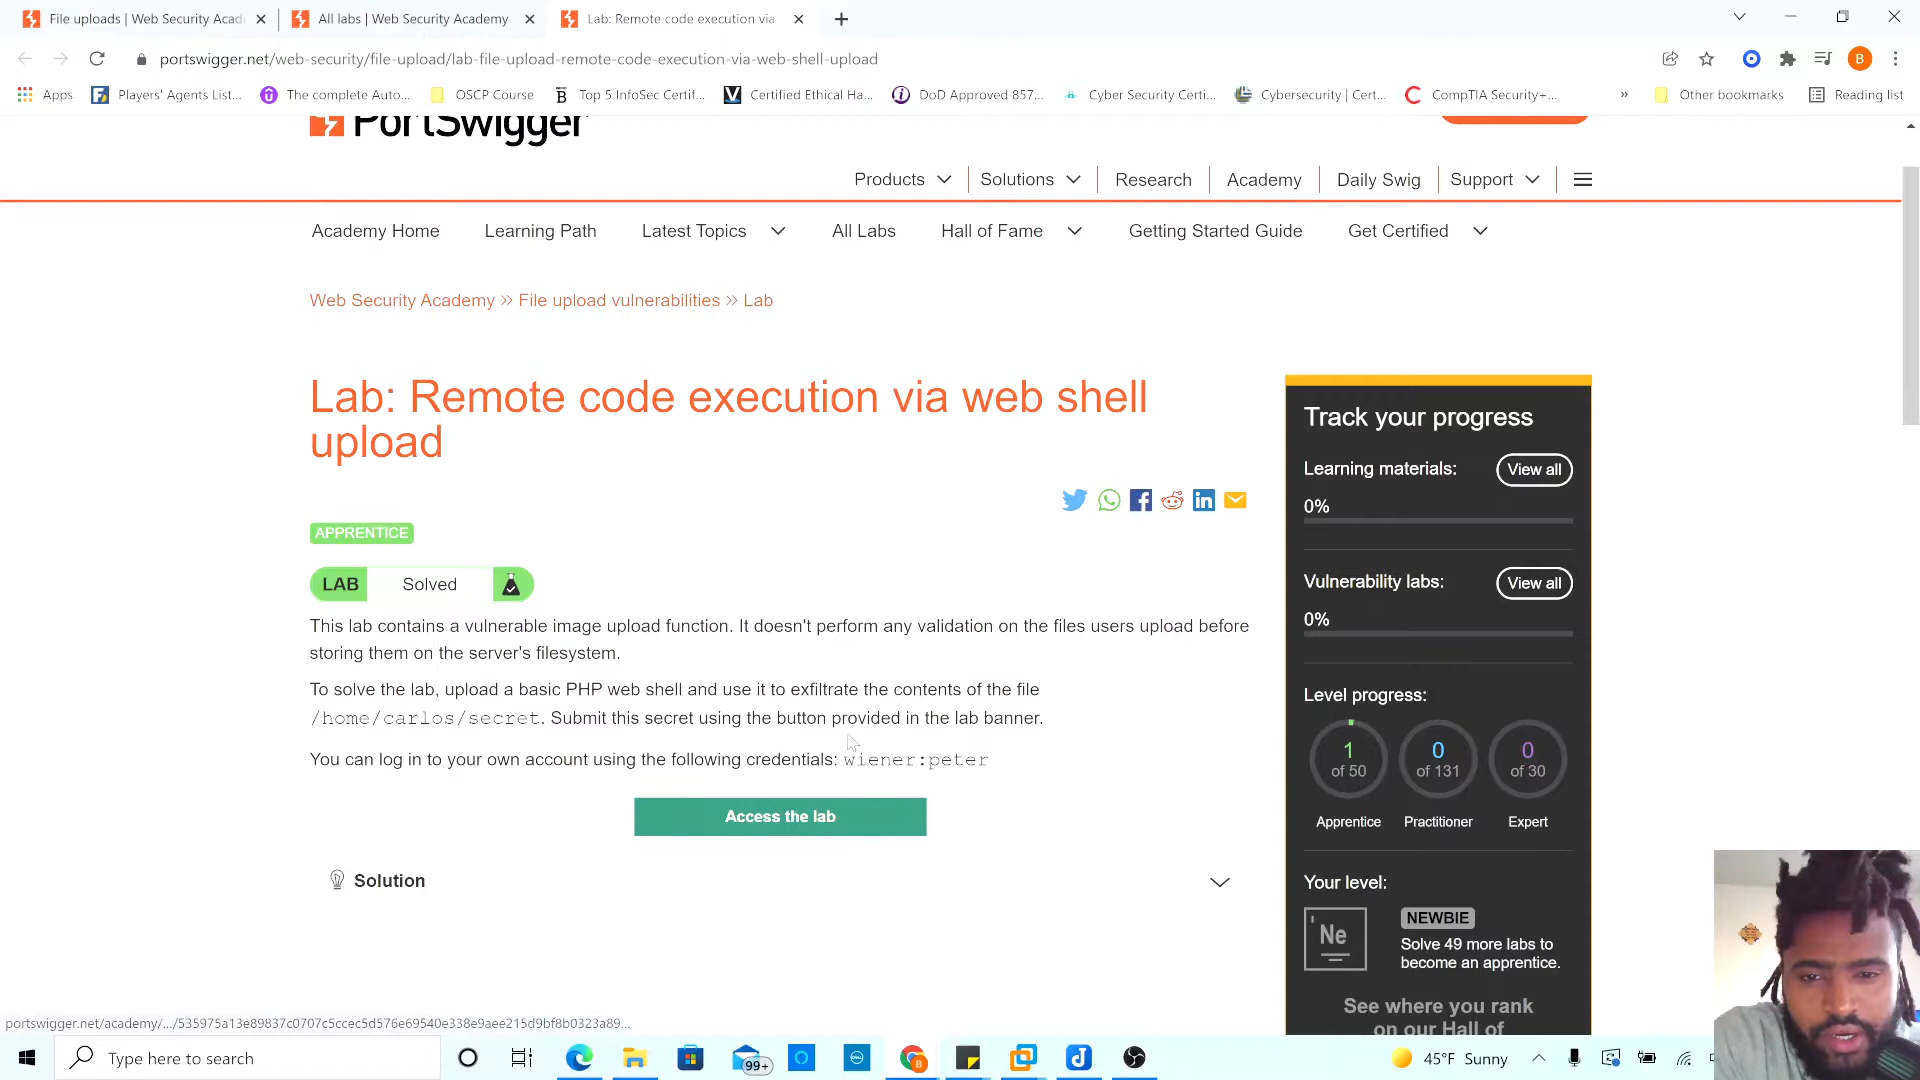 File uploads | Web Security Acad
All labs | Web Security Academy
Lab: Remote code execution via
portswigger.net/web-security/file-upload/lab-file-upload-remote-code-execution-via-web-shell-upload
Apps
Players' Agents List...
The complete Auto...
OSCP Course
Top 5 InfoSec Certif...
Certified Ethical Ha...
DoD Approved 857...
Cyber Security Certi...
Cybersecurity | Cert...
CompTIA Security+...
»
Other bookmarks
Reading list
PortSwigger
Products
Solutions
Research
Academy
Daily Swig
Support
Academy Home
Learning Path
Latest Topics
All Labs
Hall of Fame
Getting Started Guide
Get Certified
Web Security Academy » File upload vulnerabilities » Lab
Lab: Remote code execution via web shell
upload
APPRENTICE
LAB Solved
This lab contains a vulnerable image upload function. It doesn't perform any validation on the files users upload before
storing them on the server's filesystem.
To solve the lab, upload a basic PHP web shell and use it to exfiltrate the contents of the file
/home/carlos/secret. Submit this secret using the button provided in the lab banner.
You can log in to your own account using the following credentials: wiener:peter
Access the lab
Solution
Track your progress
Learning materials: View all
0%
Vulnerability labs: View all
0%
Level progress:
1 0 0
of 50 of 131 of 30
Apprentice Practitioner Expert
Your level:
Ne
NEWBIE
Solve 49 more labs to
become an apprentice.
See where you rank
on our Hall of
portswigger.net/academy/.../535975a13e89837c0707c5ccec5d576e69540e338e9aee215d9bf8b0323a89...
Type here to search
99+
45°F Sunny